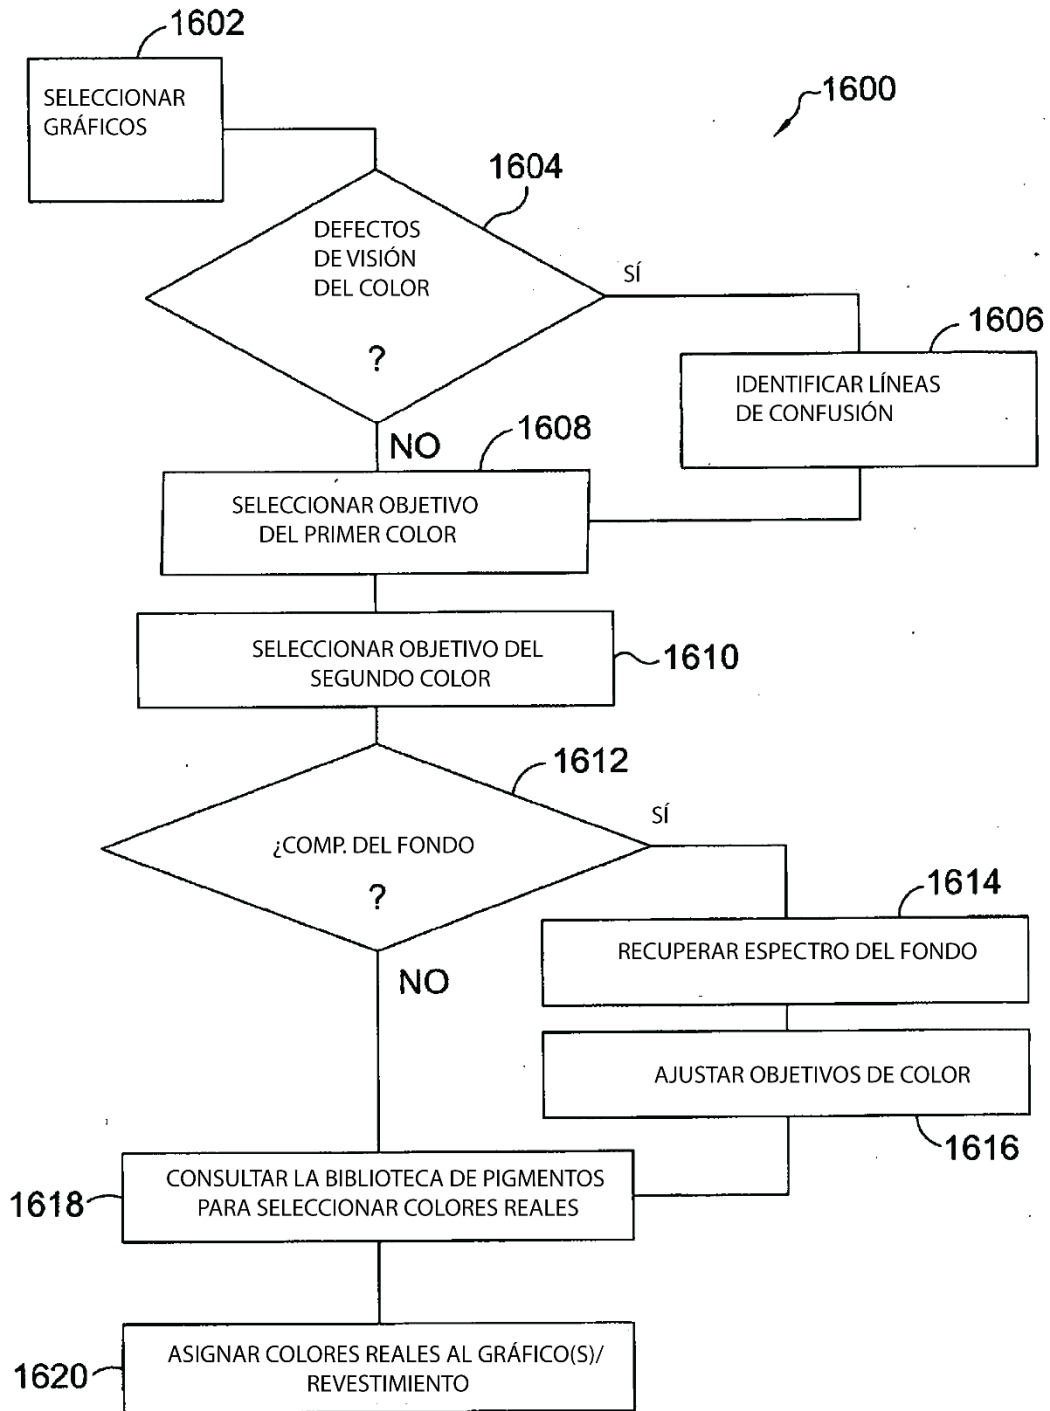 1602
SELECCIONAR
GRÁFICOS
1600
1604
DEFECTOS
DE VISIÓN
DEL COLOR
?
SÍ
1606
IDENTIFICAR LÍNEAS
DE CONFUSIÓN
NO
1608
SELECCIONAR OBJETIVO
DEL PRIMER COLOR
SELECCIONAR OBJETIVO DEL
SEGUNDO COLOR
1610
1612
¿COMP. DEL FONDO
?
SÍ
1614
RECUPERAR ESPECTRO DEL FONDO
NO
AJUSTAR OBJETIVOS DE COLOR
1616
1618
CONSULTAR LA BIBLIOTECA DE PIGMENTOS
PARA SELECCIONAR COLORES REALES
1620
ASIGNAR COLORES REALES AL GRÁFICO(S)/
REVESTIMIENTO